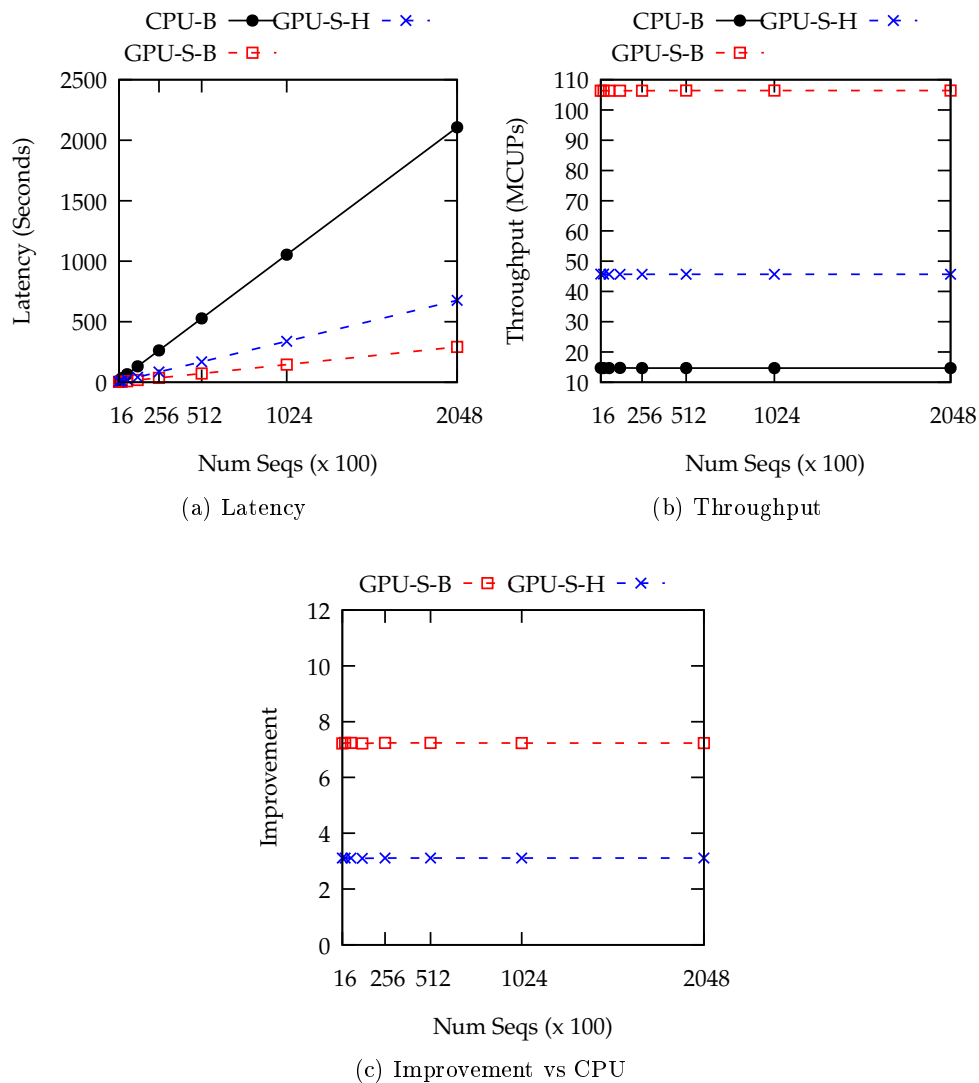 CPU-B GPU-S-H
GPU-S-B
2500
2000
1500
1000
500
0
Latency (Seconds)
16 256 512 1024 2048
Num Seqs (x 100)
(a) Latency
CPU-B GPU-S-H
GPU-S-B
110
100
90
80
70
60
50
40
30
20
10
Throughput (MCUPs)
16 256 512 1024 2048
Num Seqs (x 100)
(b) Throughput
GPU-S-B GPU-S-H
12
10
8
6
4
2
0
Improvement
16 256 512 1024 2048
Num Seqs (x 100)
(c) Improvement vs CPU